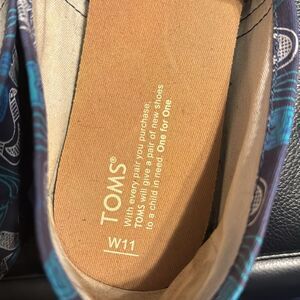 TOMS®
With every pair you purchase,
TOMS will give a pair of new shoes
to a child in need. One for One
W11